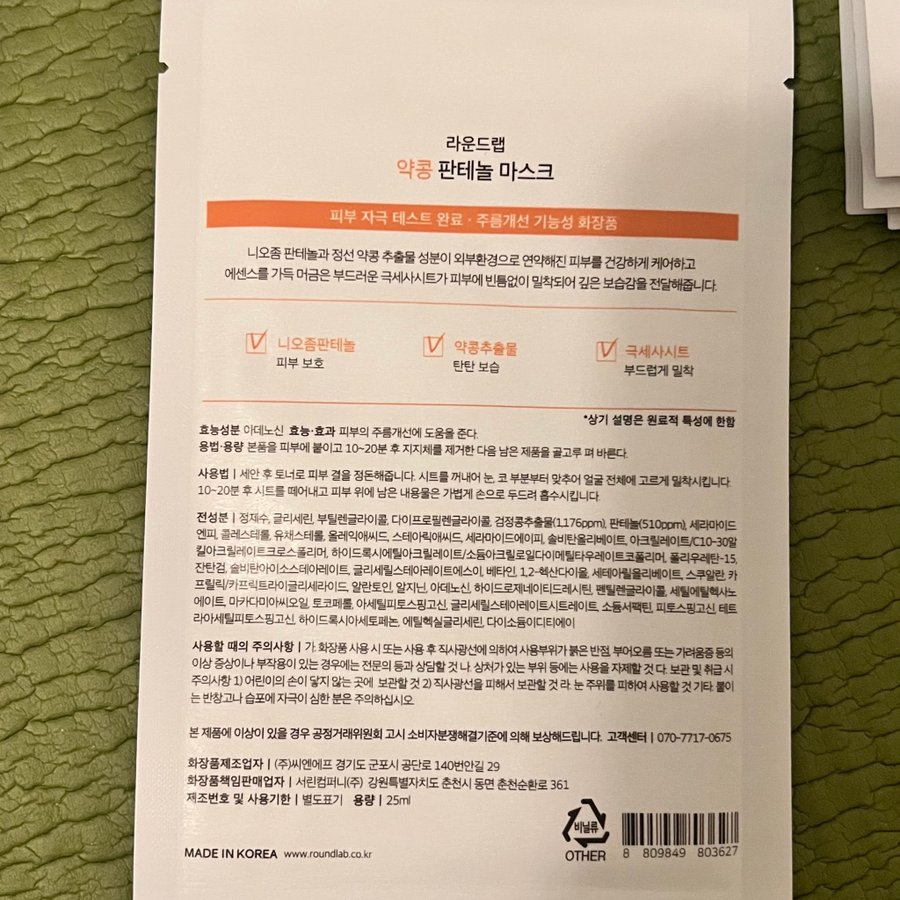 라운드랩
약콩 판테놀 마스크
피부 자극 테스트 완료 · 주름개선 기능성 화장품
니오좀 판테놀과 정선 약콩 추출물 성분이 외부환경으로 연약해진 피부를 건강하게 케어하고
에센스를 가득 머금은 부드러운 극세사시트가 피부에 빈틈없이 밀착되어 깊은 보습감을 전달해줍니다.
니오좀판테놀
피부 보호
약콩추출물
탄탄 보습
극세사시트
부드럽게 밀착
*상기 설명은 원료적 특성에 한함
효능성분 아데노신 효능·효과 피부의 주름개선에 도움을 준다.
용법·용량 본품을 피부에 붙이고 10~20분 후 지지체를 제거한 다음 남은 제품을 골고루 펴 바른다.
사용법 | 세안 후 토너로 피부 결을 정돈해줍니다. 시트를 꺼내어 눈, 코 부분부터 맞추어 얼굴 전체에 고르게 밀착시킵니다.
10~20분 후 시트를 떼어내고 피부 위에 남은 내용물은 가볍게 손으로 두드려 흡수시킵니다.
전성분 | 정제수, 글리세린, 부틸렌글라이콜, 다이프로필렌글라이콜, 검정콩추출물(1,176ppm), 판테놀(510ppm), 세라마이드
엔피, 콜레스테롤, 유채스테롤, 올레익애씨드, 스테아릭애씨드, 세라마이드에이피, 솔비탄올리베이트, 아크릴레이트/C10-30알
킬아크릴레이트크로스폴리머, 하이드록시에틸아크릴레이트/소듐아크릴로일다이메틸타우레이트코폴리머, 폴리우레탄-15,
잔탄검, 솔비탄아이소스데아레이트, 글리세릴스테아레이트에스이, 베타인, 1,2-헥산다이올, 세테아릴올리베이트, 스쿠알란, 카
프릴릭/카프릭트라이글리세라이드, 알란토인, 알지닌, 아데노신, 하이드로제네이티드레시틴, 펜틸렌글라이콜, 세틸에틸헥사노
에이트, 마카다미아씨오일, 토코페롤, 아세틸피토스핑고신, 글리세릴스테아레이트시트레이트, 소듐서팩틴, 피토스핑고신, 테트
라아세틸피토스핑고신, 하이드록시아세토페논, 에틸헥실글리세린, 다이소듐이디티에이
사용할 때의 주의사항 | 가. 화장품 사용 시 또는 사용 후 직사광선에 의하여 사용부위가 붉은 반점, 부어오름 또는 가려움증 등의
이상 증상이나 부작용이 있는 경우에는 전문의 등과 상담할 것 나. 상처가 있는 부위 등에는 사용을 자제할 것 다. 보관 및 취급 시
주의사항 1) 어린이의 손이 닿지 않는 곳에 보관할 것 2) 직사광선을 피해서 보관할 것 라. 눈 주위를 피하여 사용할 것 기타. 붙이
는 반창고나 습포에 자극이 심한 분은 주의하십시오
본 제품에 이상이 있을 경우 공정거래위원회 고시 소비자분쟁해결기준에 의해 보상해드립니다. 고객센터 | 070-7717-0675
화장품제조업자 | (주)씨엔에프 경기도 군포시 공단로 140번안길 29
화장품책임판매업자 | 서린컴퍼니(주) 강원특별자치도 춘천시 동면 춘천순환로 361
제조번호 및 사용기한 | 별도표기 용량 | 25ml
비닐류
OTHER
8 809849 803627
MADE IN KOREA www.roundlab.co.kr